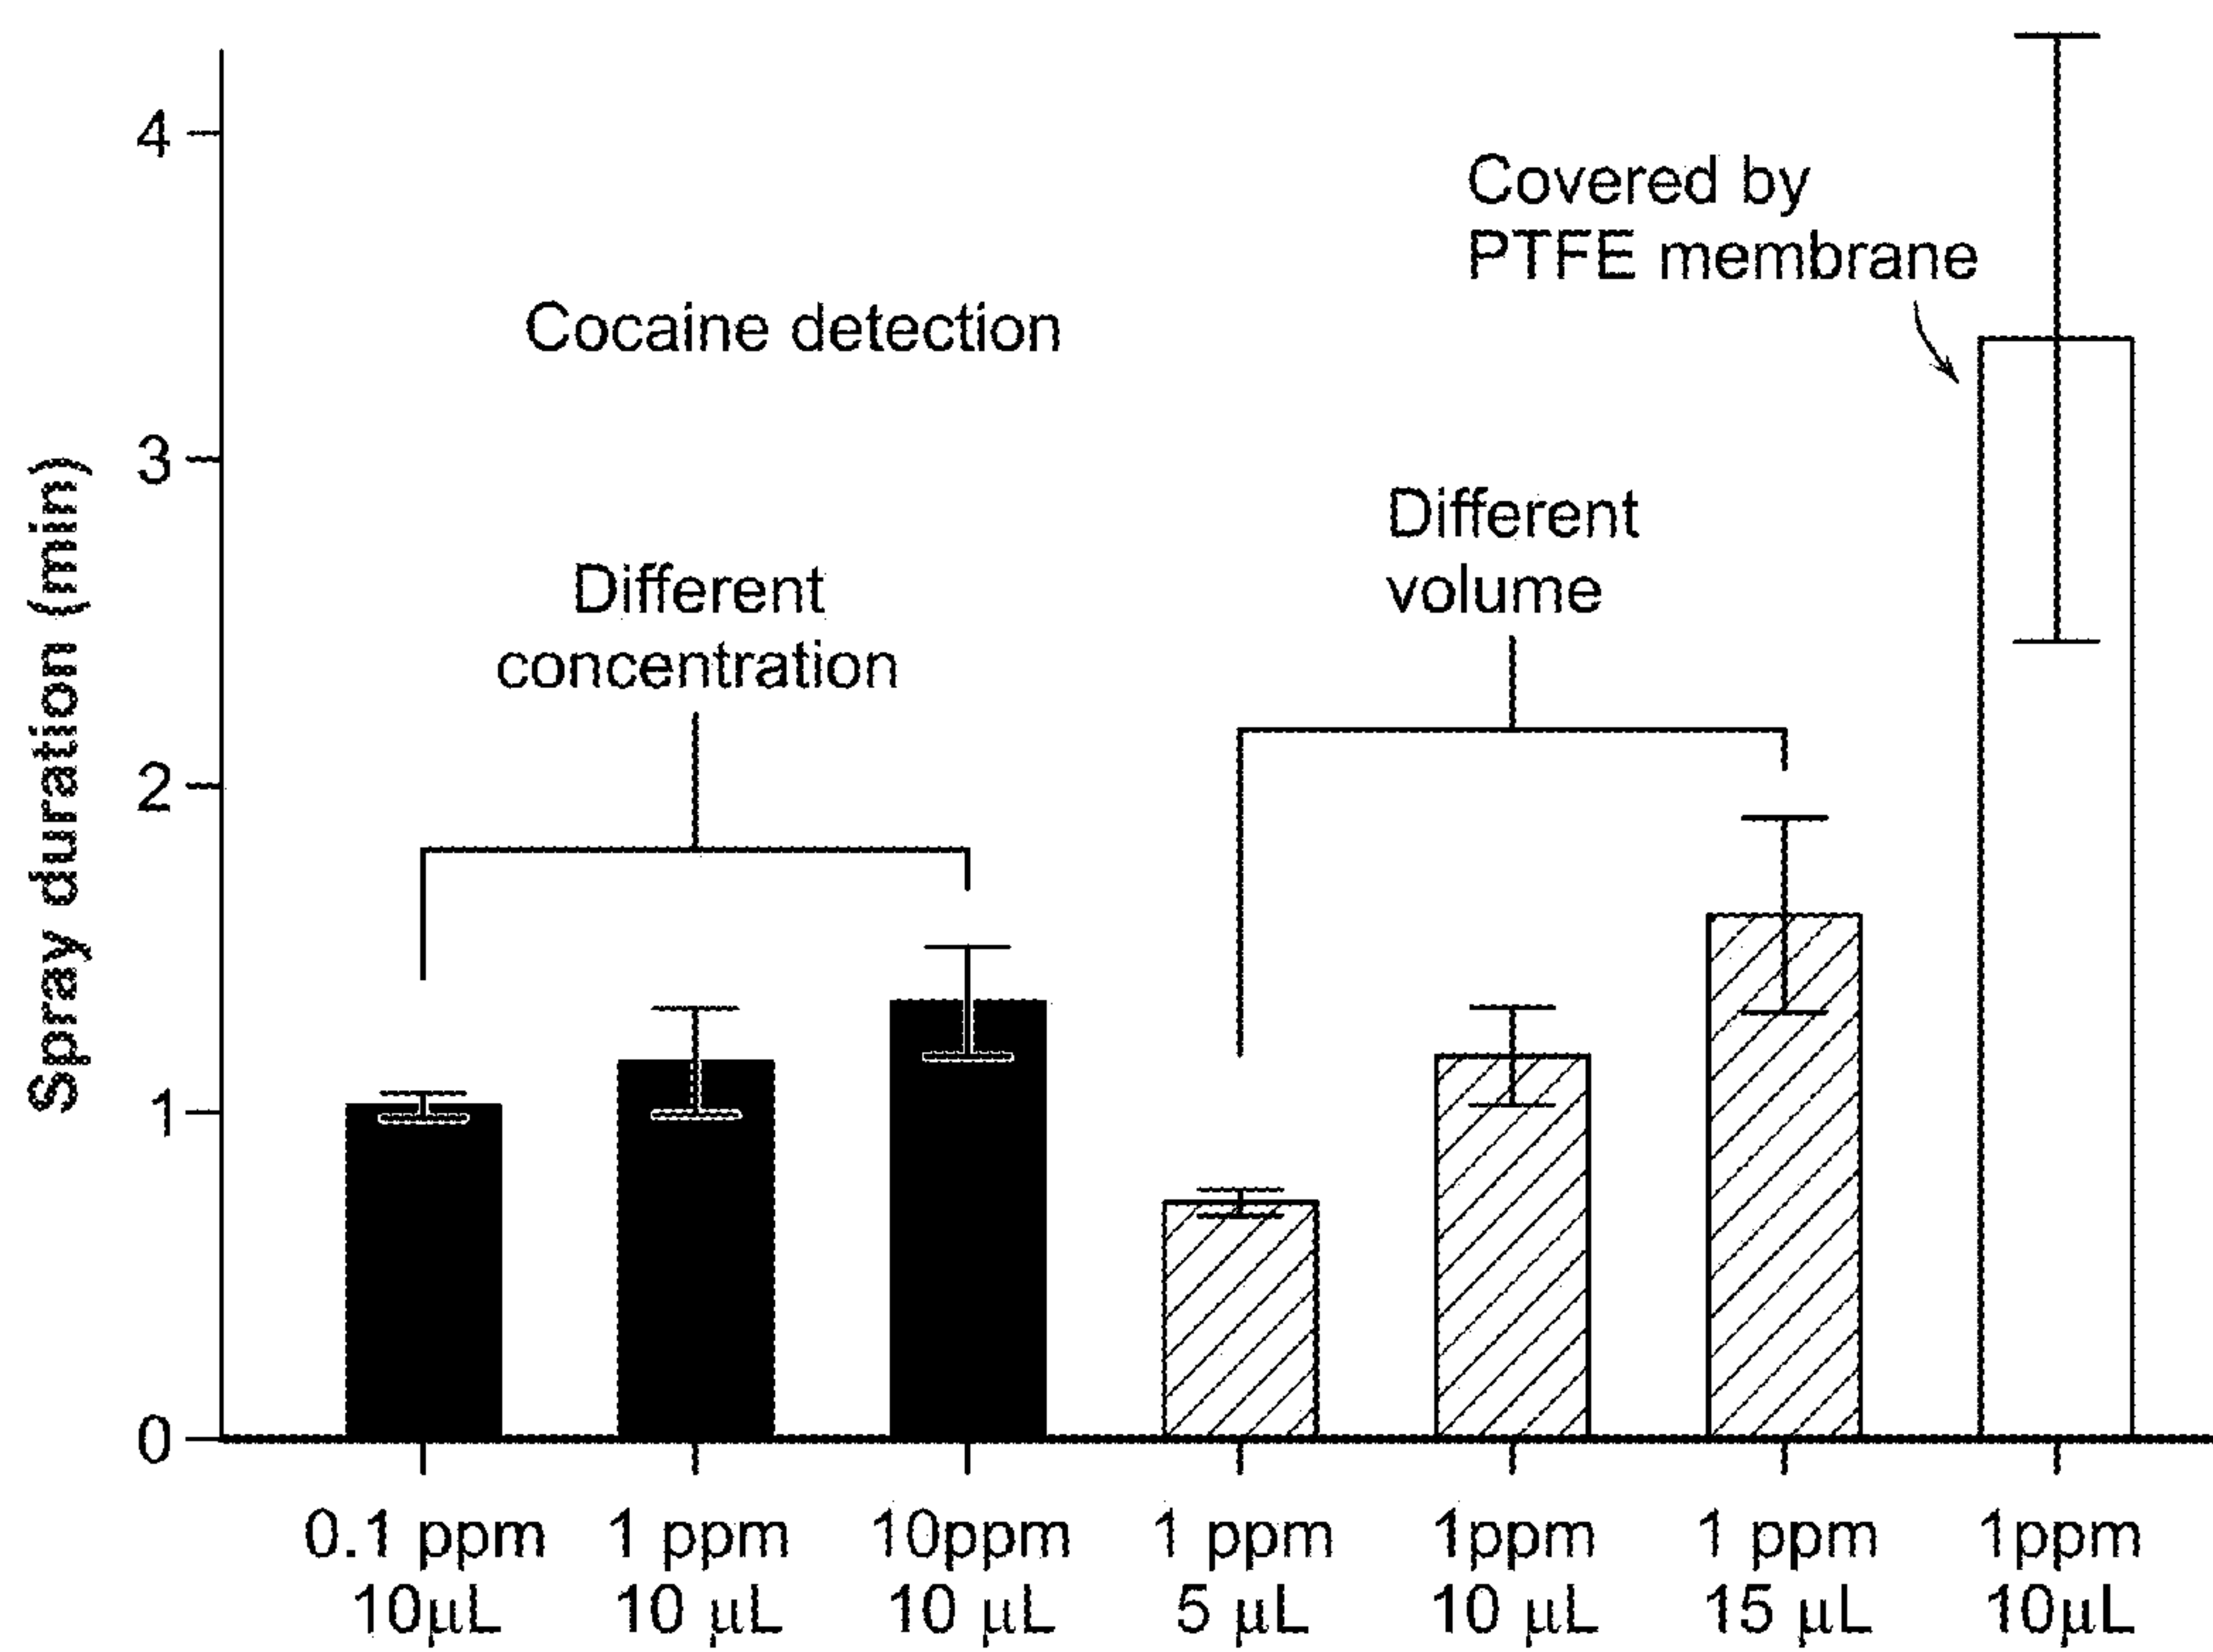 Spray duration (min)
4
3
2
1
0
Cocaine detection
Different
concentration
Different
volume
Covered by
PTFE membrane
0.1 ppm
10μL
1 ppm
10 μL
10ppm
10 μL
1 ppm
5 μL
1ppm
10 μL
1 ppm
15 μL
1ppm
10μL